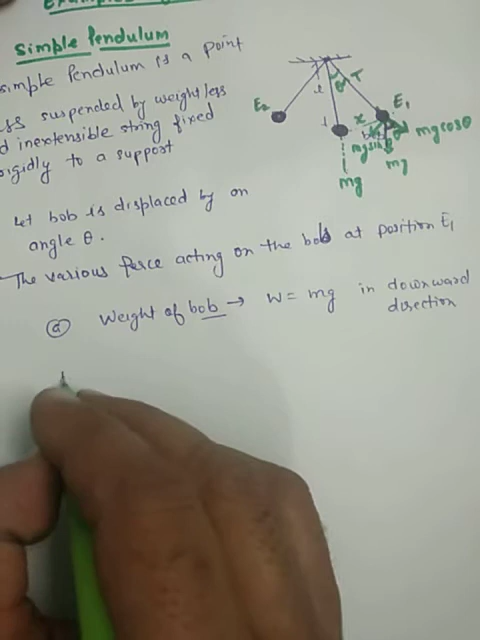 Simple Pendulum
simple Pendulum is a point
suspended by weightless
inextensible string fixed
rigidly to a support
Let bob is displaced by an
angle θ.
The various force acting on the bob at position E₁
(a) Weight of bob → W = mg in downward
direction
E₂
l
θ
T
E₁
x
mg cosθ
mg sinθ
mg
mg